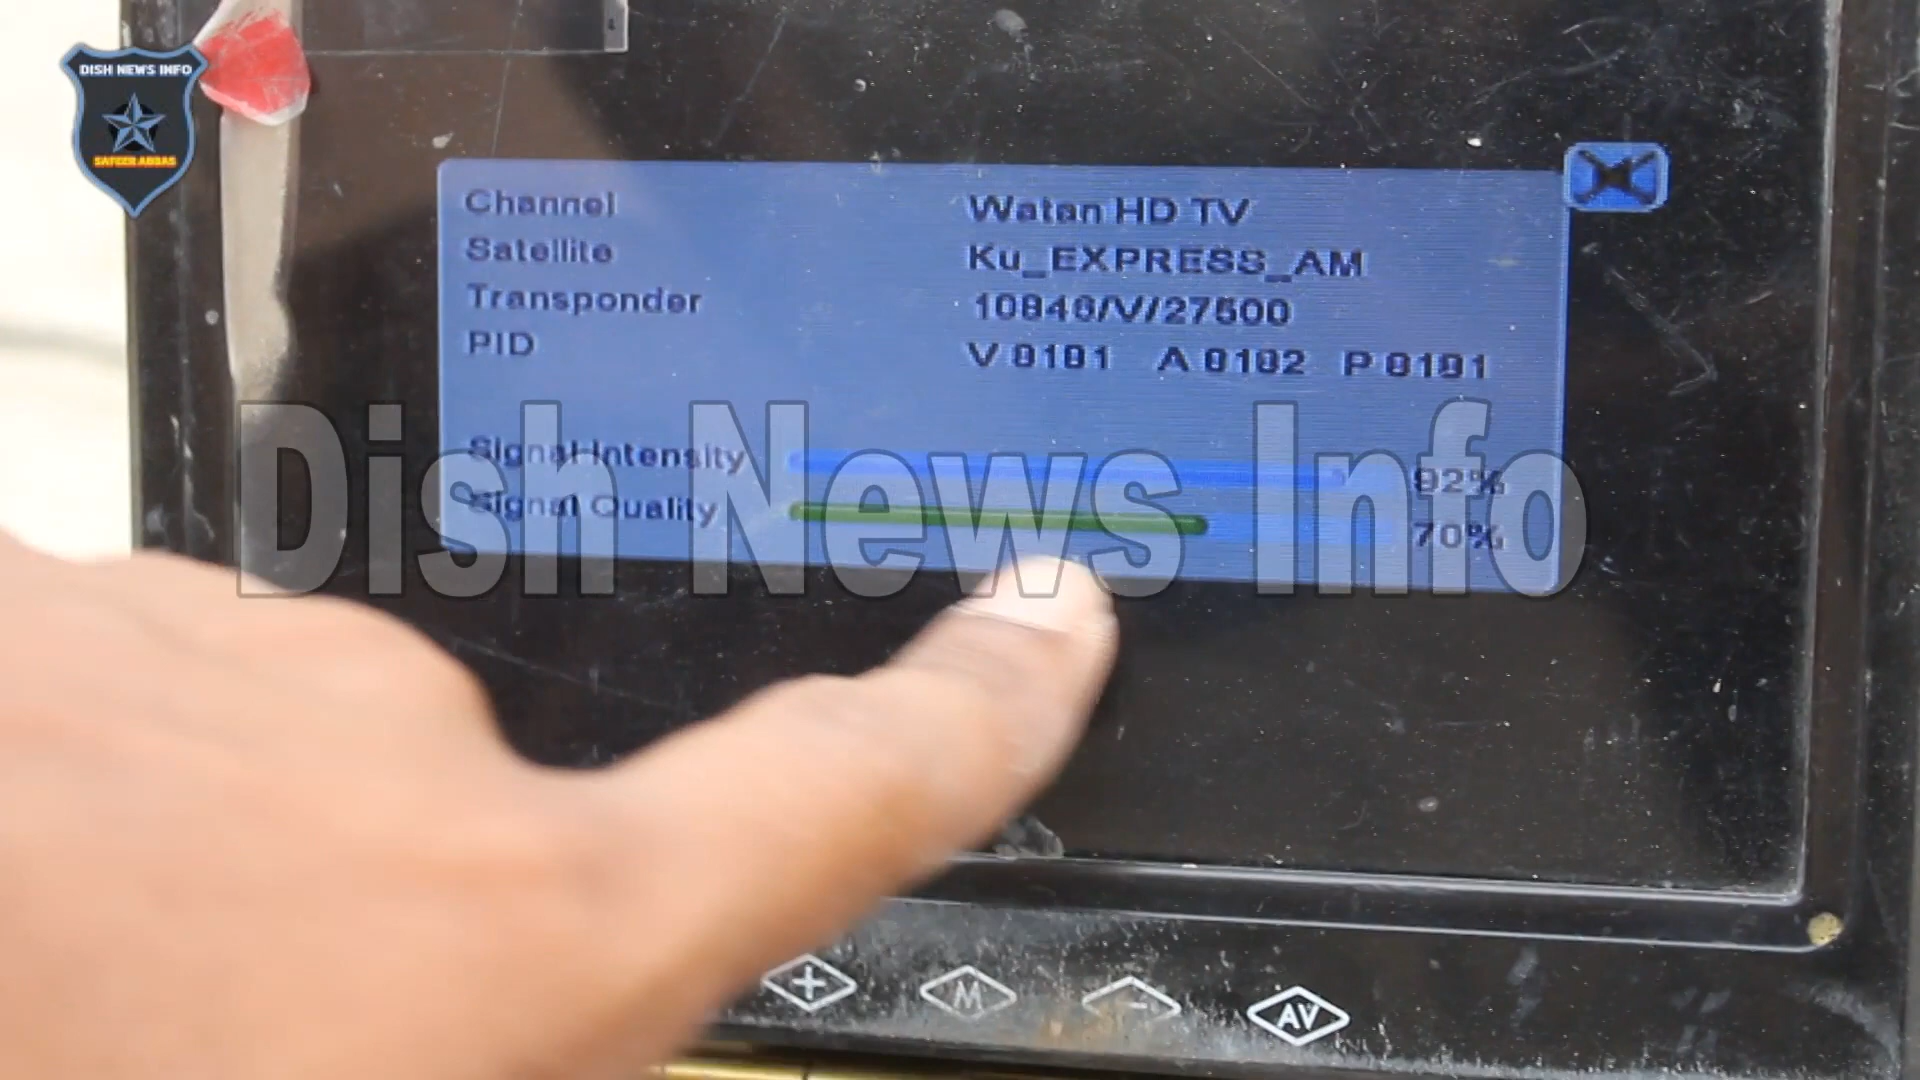 DISH NEWS INFO
SAFEER ABBAS
Channel Watan HD TV
Satellite Ku_EXPRESS_AM
Transponder 10840/V/27500
PID V 0101 A 0102 P 0101
Signal Intensity 92%
Signal Quality 70%
Dish News Info
+ M - AV